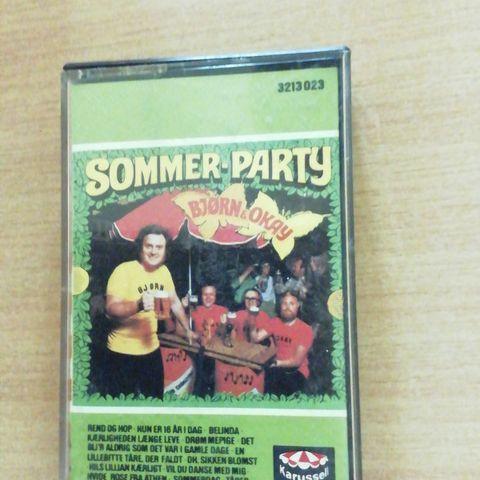 3213 023
SOMMER-PARTY
BJØRN & OKAY
BJØRN
OKAY
REND OG HOP · HUN ER 16 ÅR I DAG · BELINDA ·
KÆRLIGHEDEN LÆNGE LEVE · DRØM MEPIGE · DET
BLI'R ALDRIG SOM DET VAR I GAMLE DAGE · EN
LILLEBITTE TÅRE, DER FALDT · OH, SIKKEN BLOMST
· HILS LILLIAN KÆRLIGT · VIL DU DANSE MED MIG ·
HVIDE ROSE FRA ATHEN · SOMMERDAG · TÅRER
Karussell